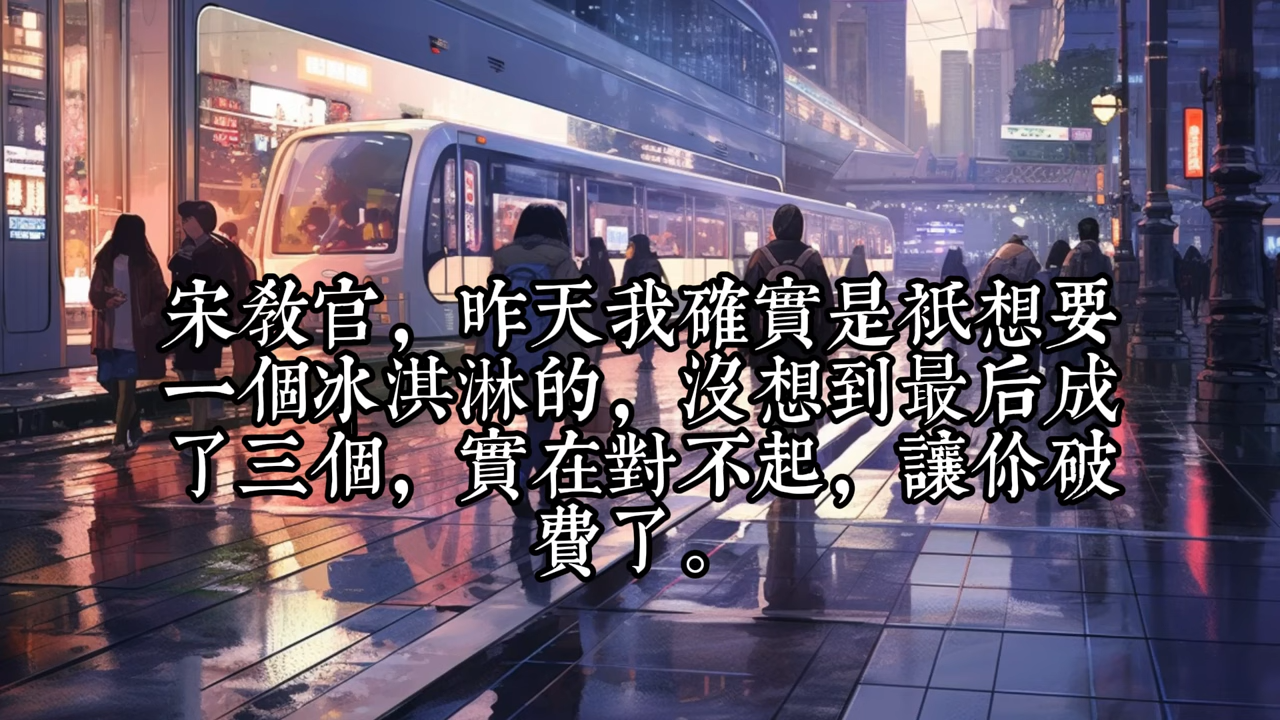 宋教官，昨天我確實是祇想要
一個冰淇淋的，沒想到最后成
了三個，實在對不起，讓你破
費了。